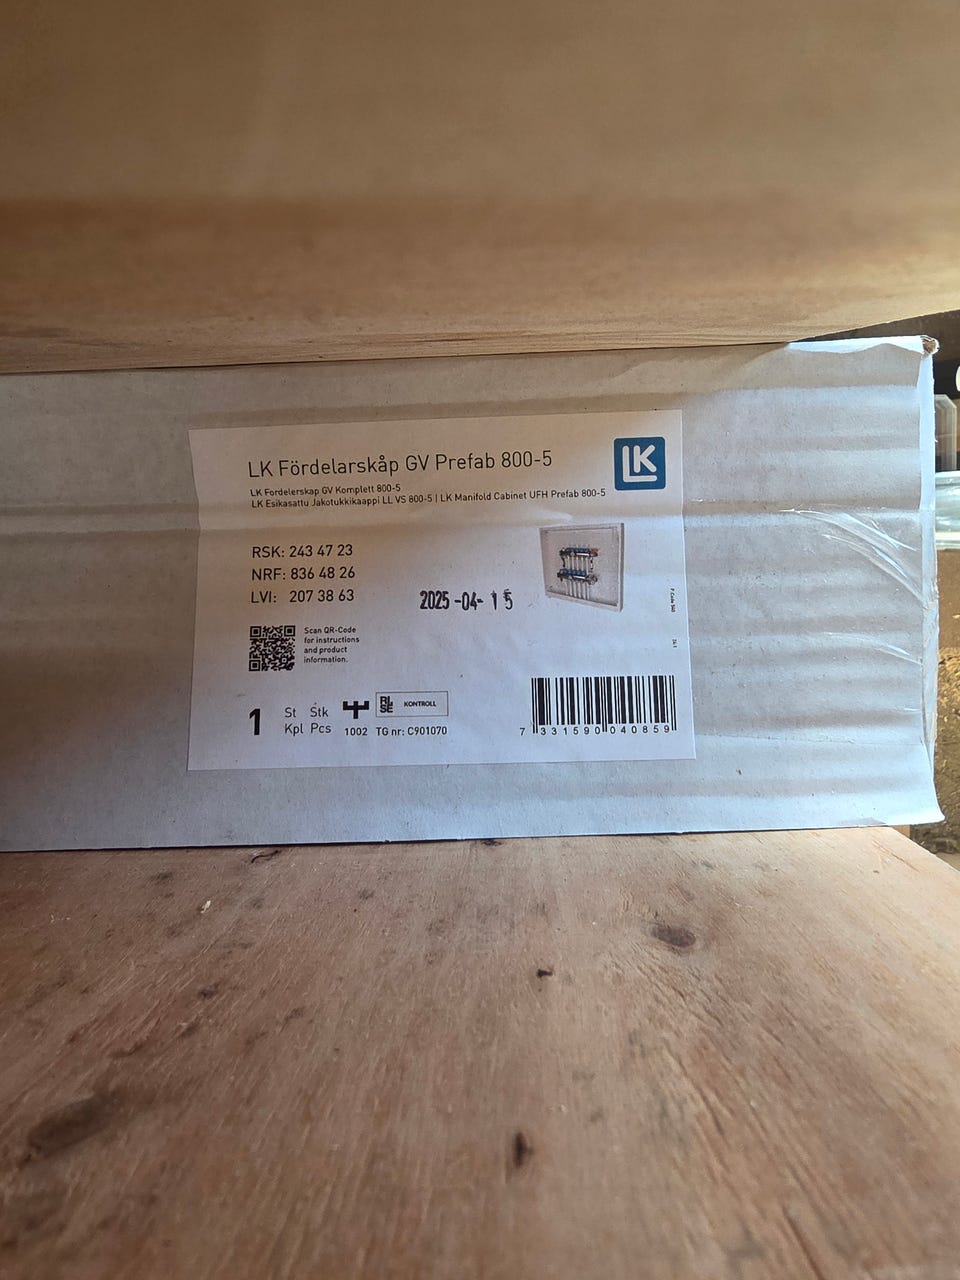 LK Fördelarskåp GV Prefab 800-5
LK
LK Fordelerskap GV Komplett 800-5
LK Esikasattu Jakotukkikaappi LL VS 800-5 | LK Manifold Cabinet UFH Prefab 800-5
RSK: 243 47 23
NRF: 836 48 26
LVI: 207 38 63
2025-04-15
Scan QR-Code
for instructions
and product
information.
1
St Stk
Kpl Pcs
1002
RISE KONTROLL
TG nr: C901070
7 331590 040859